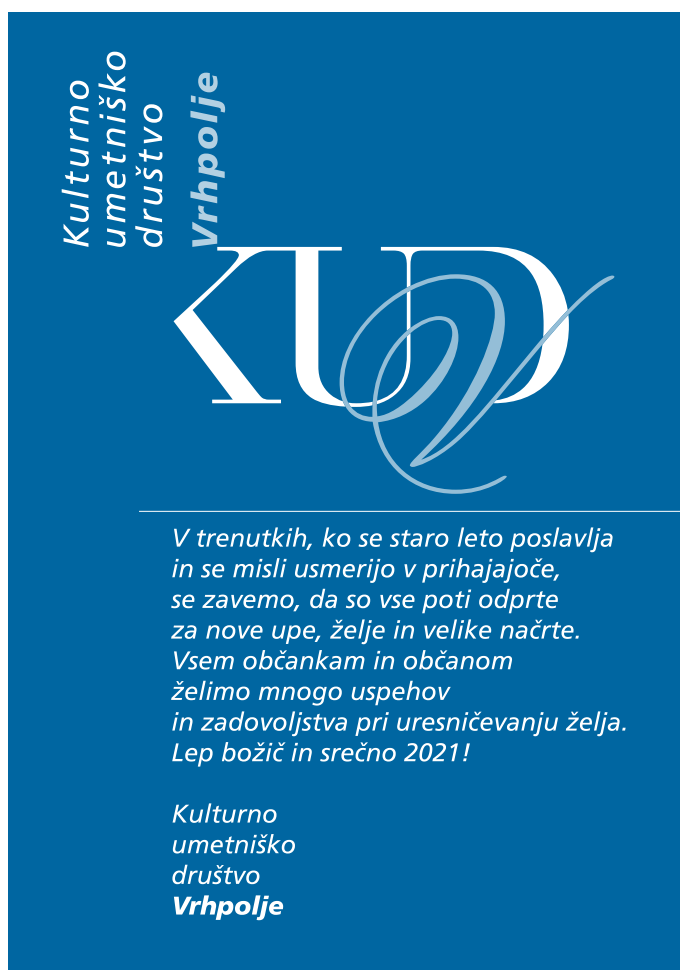 Kulturno
umetniško
društvo
Vrhpolje
KUD
V
V trenutkih, ko se staro leto poslavlja
in se misli usmerijo v prihajajoče,
se zavemo, da so vse poti odprte
za nove upe, želje in velike načrte.
Vsem občankam in občanom
želimo mnogo uspehov
in zadovoljstva pri uresničevanju želja.
Lep božič in srečno 2021!
Kulturno
umetniško
društvo
Vrhpolje